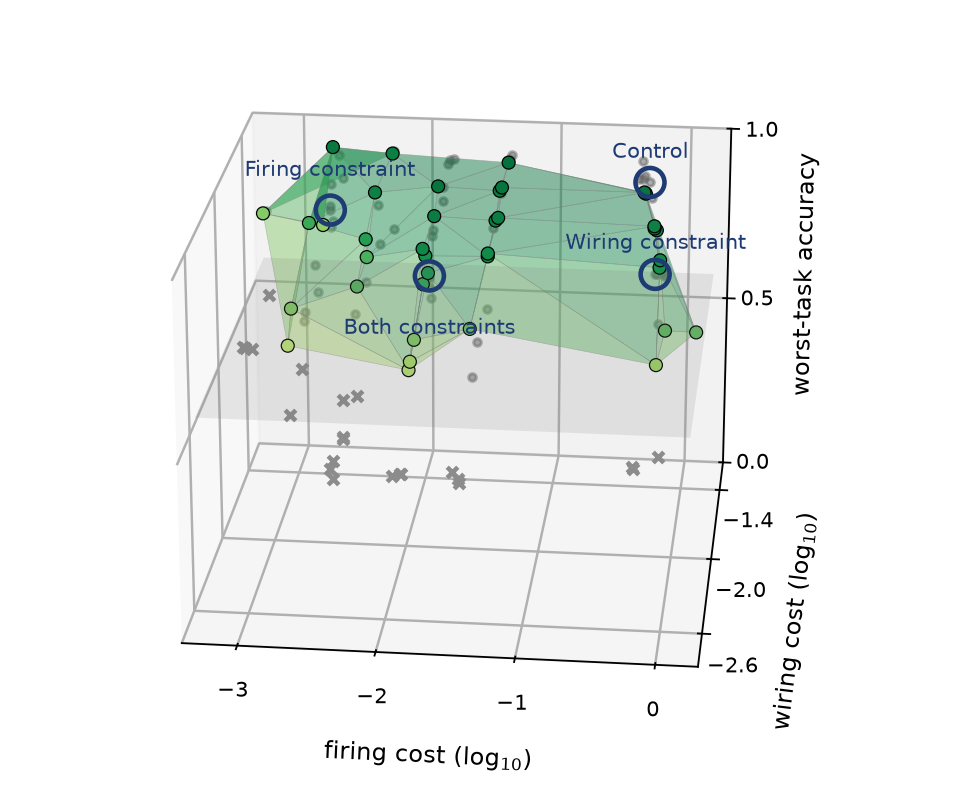 1.0
Control
Firing constraint
Wiring constraint
0.5
Both constraints
worst-task accuracy
0.0
−1.4
−2.0
−2.6
wiring cost (log₁₀)
−3
−2
−1
0
firing cost (log₁₀)